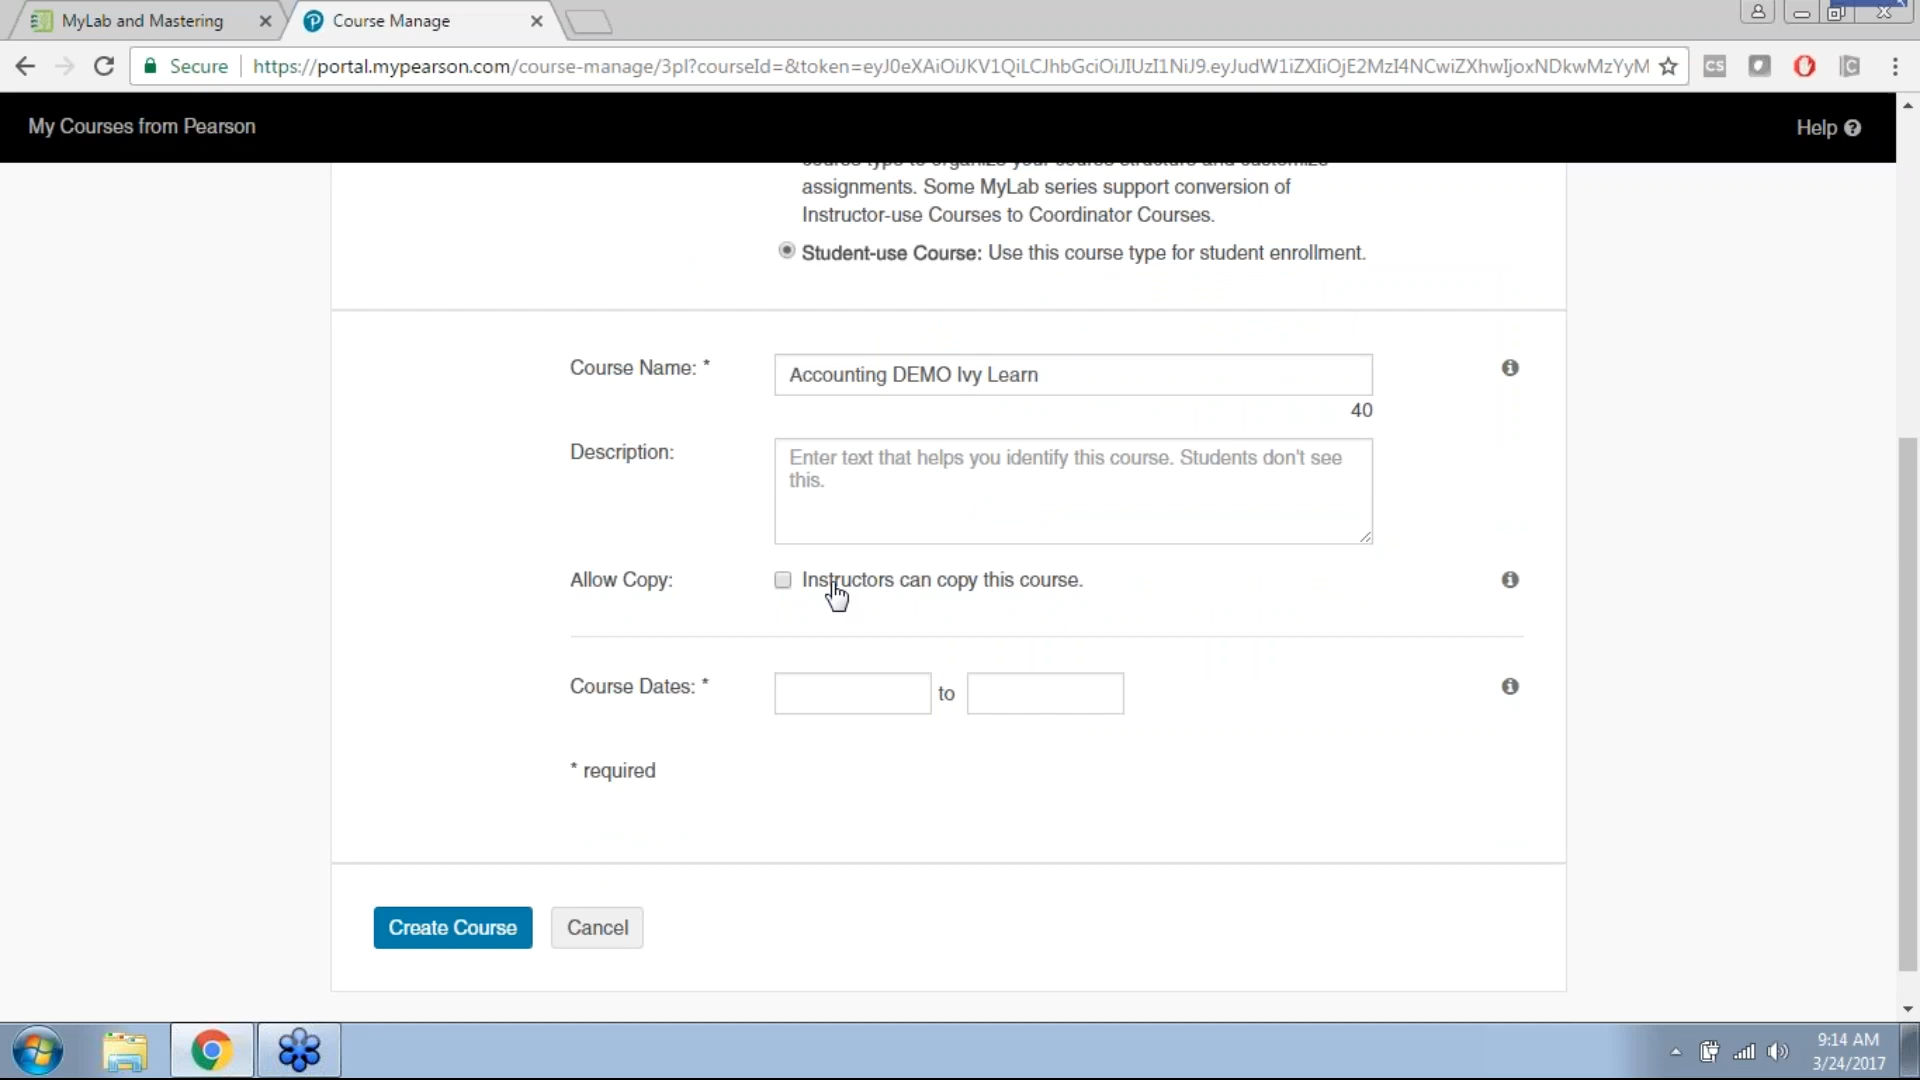 MyLab and Mastering
Course Manage
Secure
https://portal.mypearson.com/course-manage/3pl?courseId=&token=eyJ0eXAiOiJKV1QiLCJhbGciOiJIUzI1NiJ9.eyJudW1iZXIiOjE2MzI4NCwiZXhwIjoxNDkwMzYyM
CS
C
My Courses from Pearson
Help
course type to organize your course structure and customize
assignments. Some MyLab series support conversion of
Instructor-use Courses to Coordinator Courses.
Student-use Course: Use this course type for student enrollment.
Course Name: *
Accounting DEMO Ivy Learn
40
Description:
Enter text that helps you identify this course. Students don't see
this.
Allow Copy:
Instructors can copy this course.
Course Dates: *
to
* required
Create Course
Cancel
9:14 AM
3/24/2017